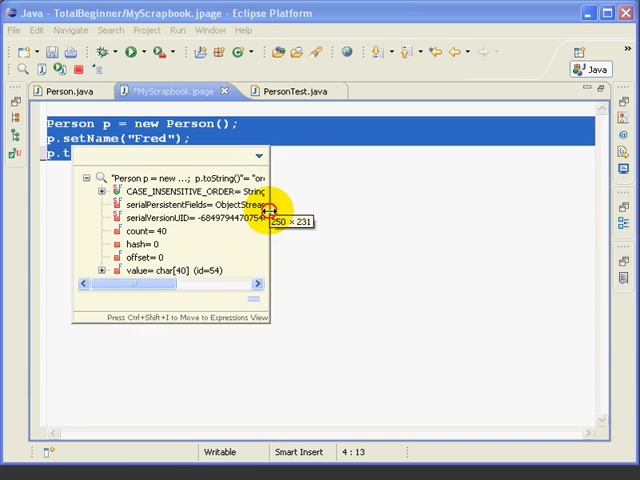 Java - TotalBeginner/MyScrapbook.jpage - Eclipse Platform
File Edit Navigate Search Project Run Window Help
Java
Person.java *MyScrapbook.jpage PersonTest.java
Person p = new Person();
p.setName("Fred");
p.t
"Person p = new ...; p.toString()"= "or
CASE_INSENSITIVE_ORDER= String
serialPersistentFields= ObjectStream
serialVersionUID= -684979447075
250 × 231
count= 40
hash= 0
offset= 0
value= char[40] (id=54)
Press Ctrl+Shift+I to Move to Expressions View
Writable Smart Insert 4 : 13